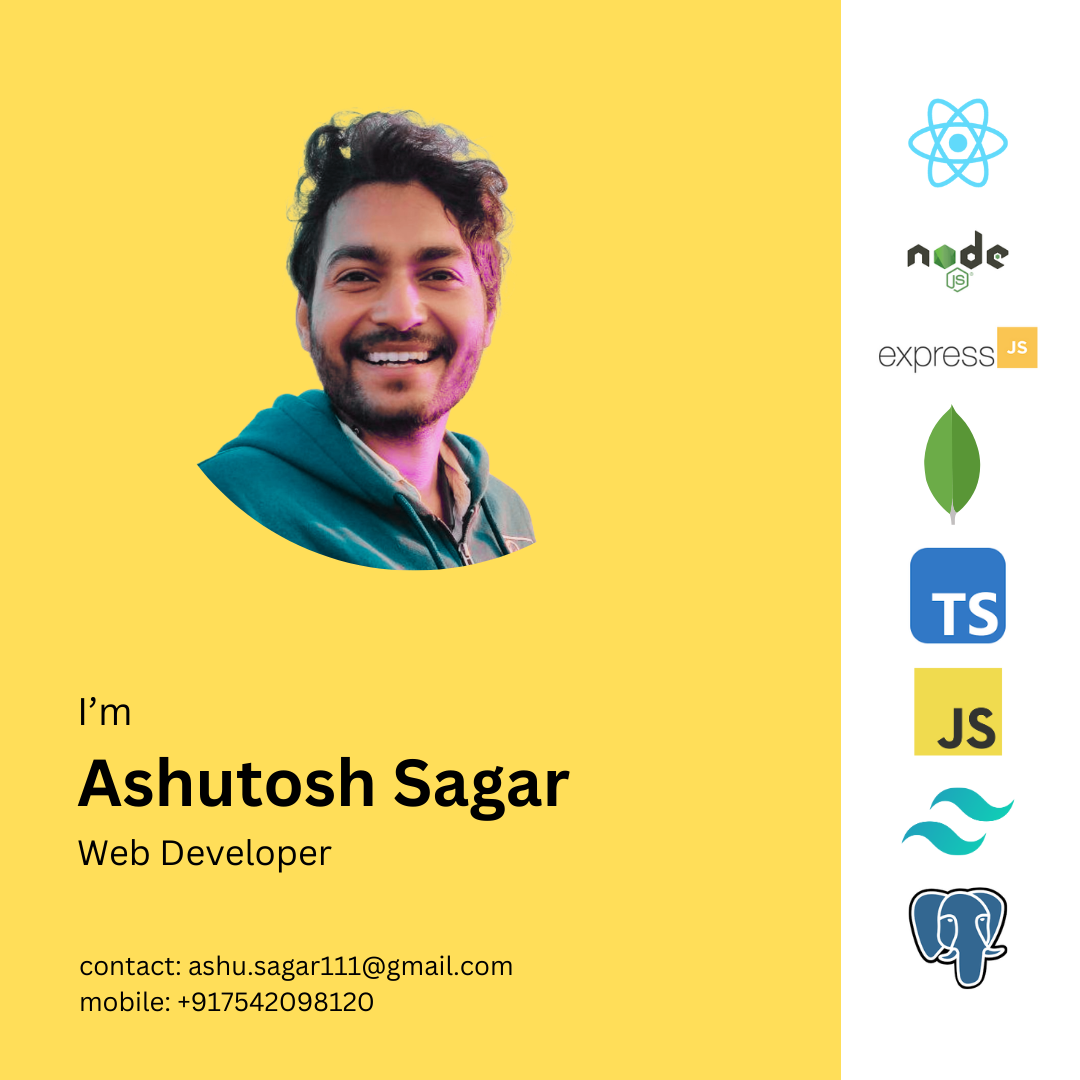 I’m
Ashutosh Sagar
Web Developer
contact: ashu.sagar111@gmail.com
mobile: +917542098120
node
JS
express JS
TS
JS